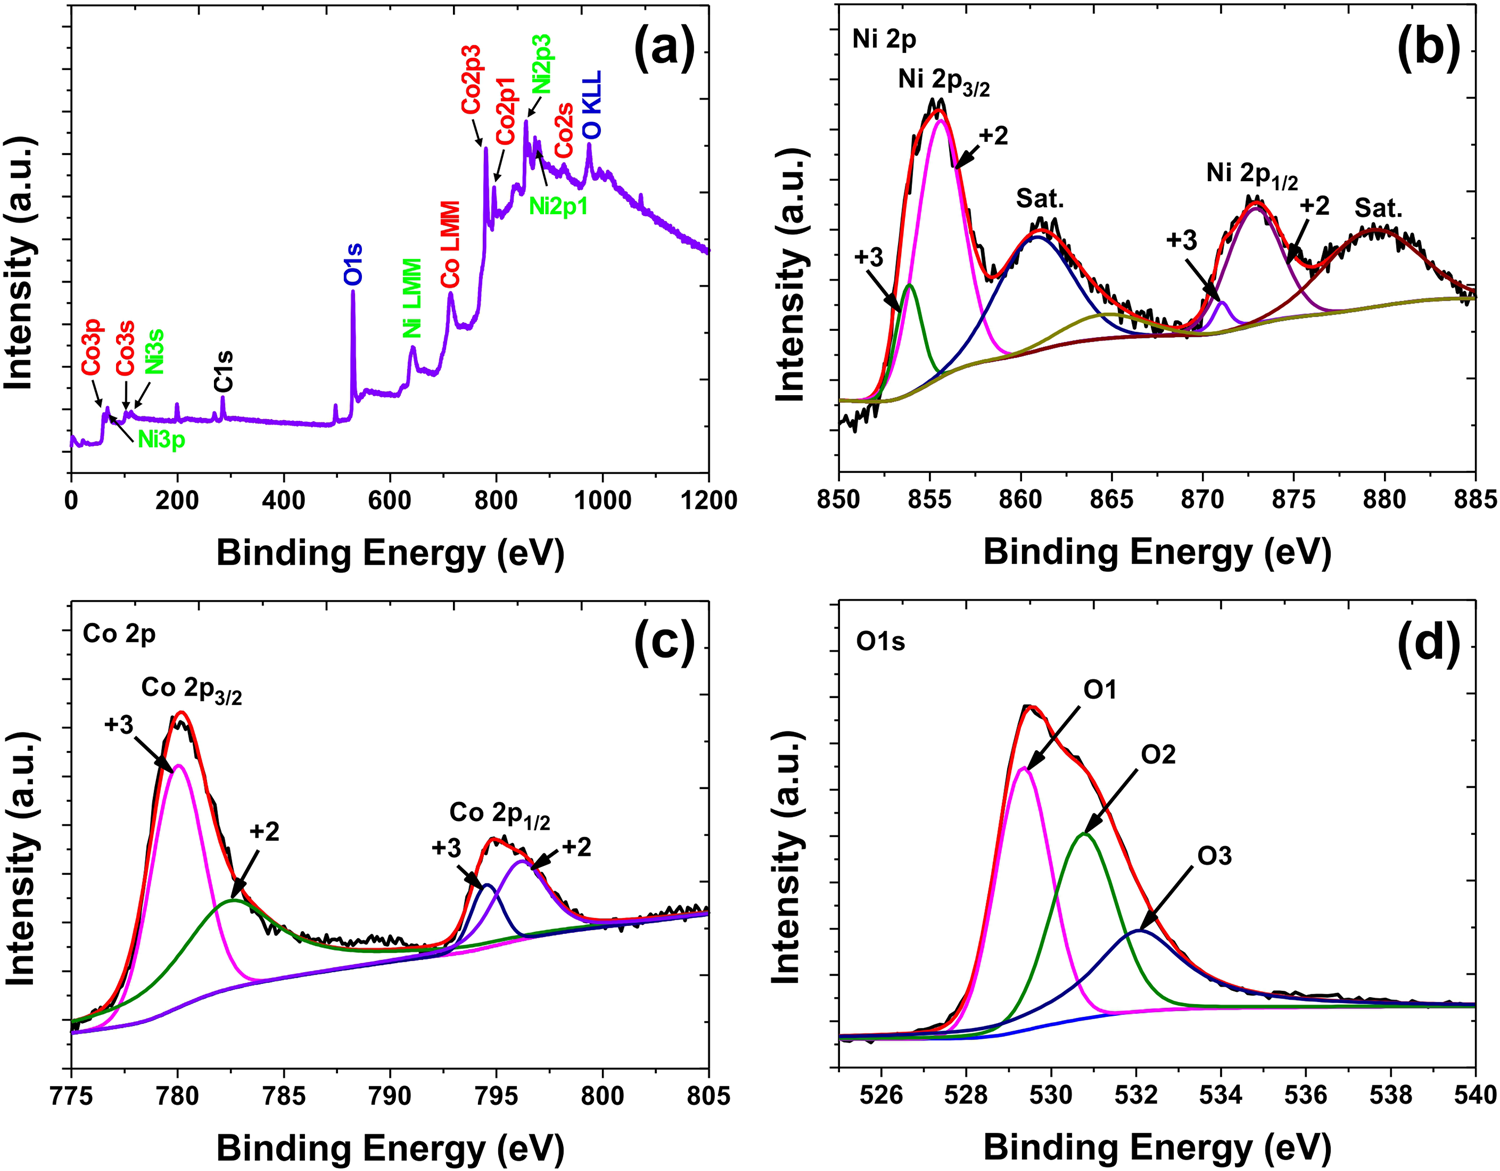 (a)
Intensity (a.u.)
Co3p
Ni3p
Co3s
Ni3s
C1s
O1s
Ni LMM
Co LMM
Co2p3
Co2p1
Ni2p3
Ni2p1
Co2s
O KLL
0 200 400 600 800 1000 1200
Binding Energy (eV)
(b)
Ni 2p
Intensity (a.u.)
Ni 2p3/2
+2
+3
Sat.
Ni 2p1/2
+3
+2
Sat.
850 855 860 865 870 875 880 885
Binding Energy (eV)
(c)
Co 2p
Intensity (a.u.)
Co 2p3/2
+3
+2
Co 2p1/2
+3
+2
775 780 785 790 795 800 805
Binding Energy (eV)
(d)
O1s
Intensity (a.u.)
O1
O2
O3
526 528 530 532 534 536 538 540
Binding Energy (eV)